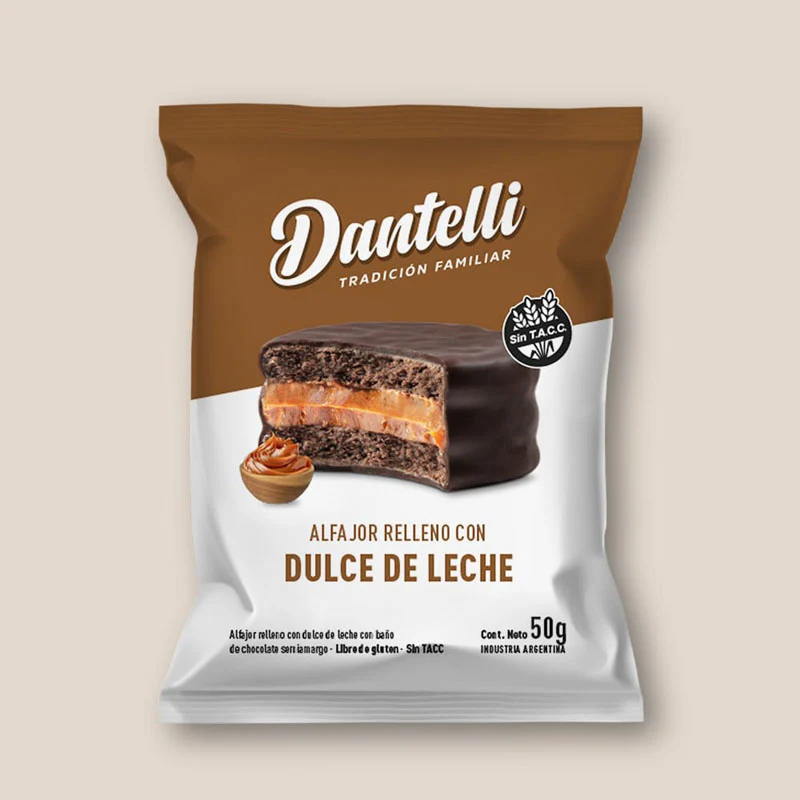 Dantelli
TRADICIÓN FAMILIAR
Sin T.A.C.C.
ALFAJOR RELLENO CON
DULCE DE LECHE
Alfajor relleno con dulce de leche con baño
de chocolate semiamargo - Libre de gluten - Sin TACC
Cont. Neto 50g
INDUSTRIA ARGENTINA